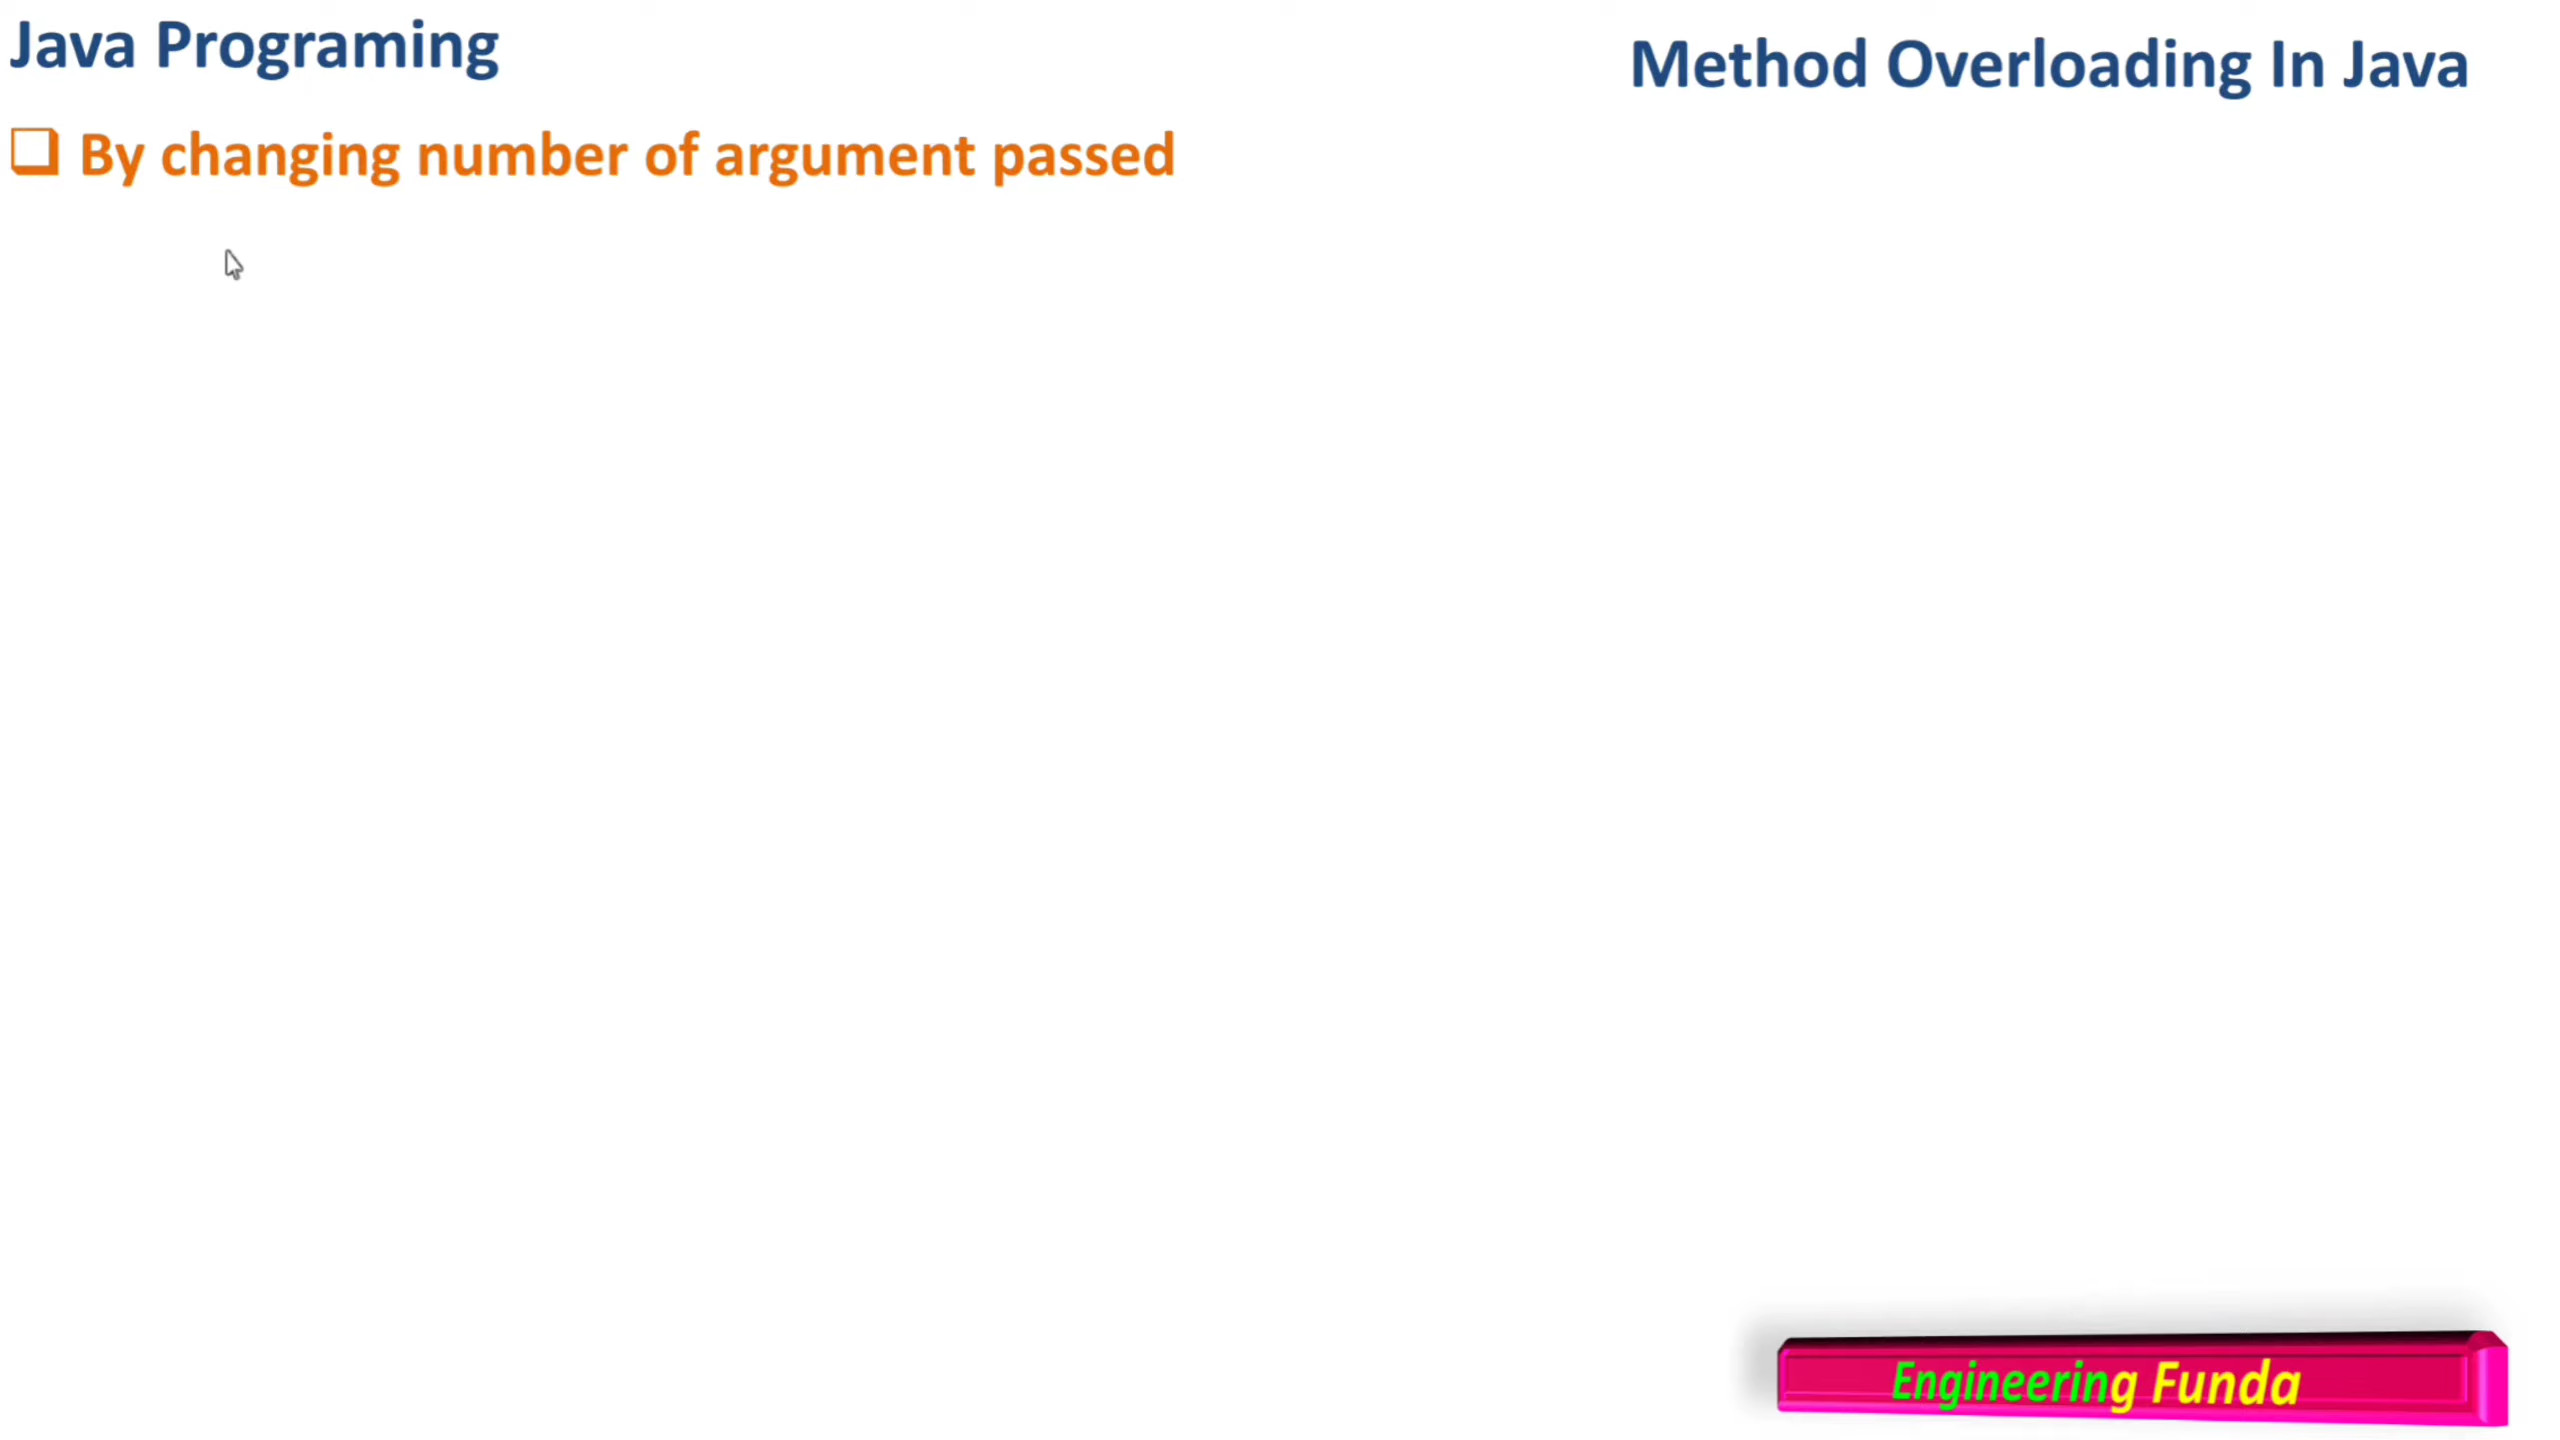 Java Programing
Method Overloading In Java
By changing number of argument passed
Engineering Funda